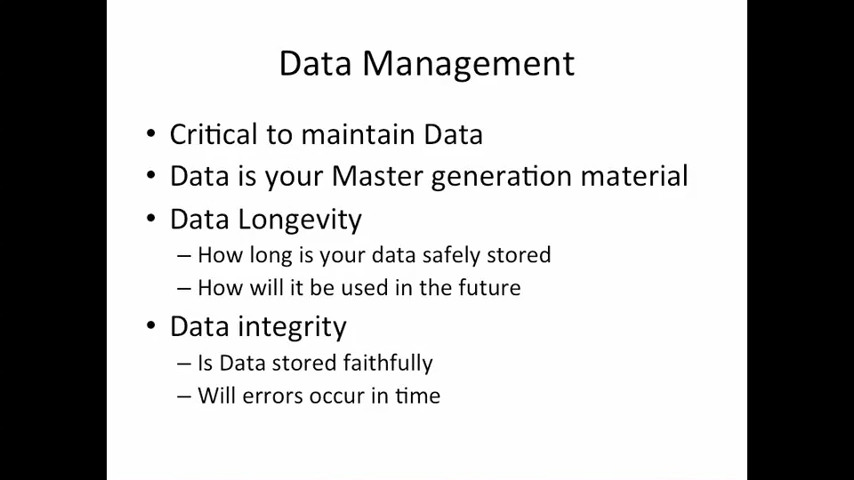 Data Management
• Critical to maintain Data
• Data is your Master generation material
• Data Longevity
– How long is your data safely stored
– How will it be used in the future
• Data integrity
– Is Data stored faithfully
– Will errors occur in time